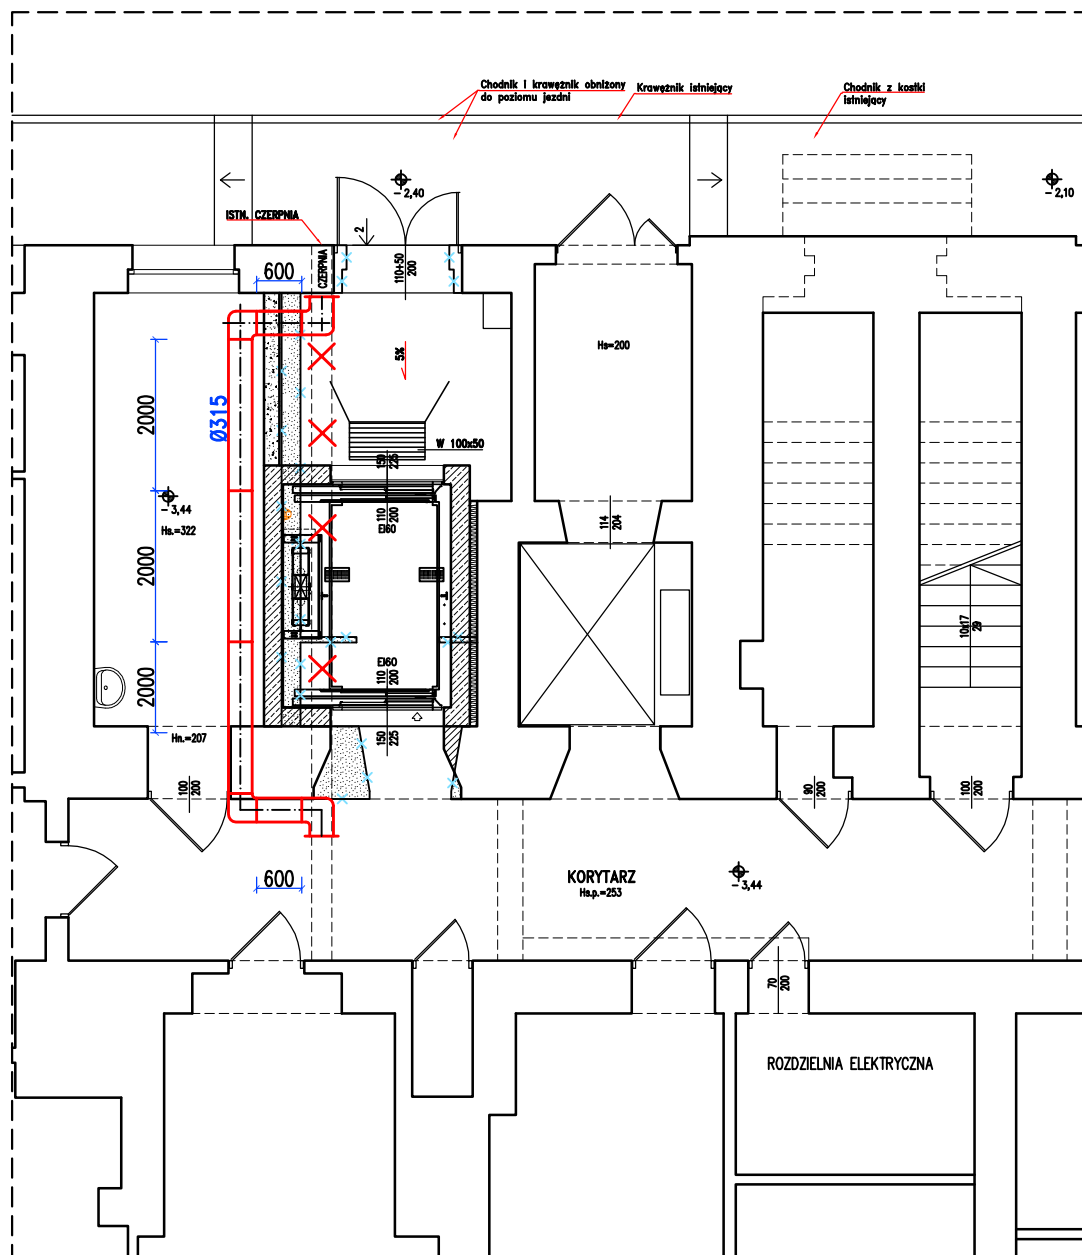 Chodnik i krawężnik obniżony
do poziomu jezdni
Krawężnik istniejący
Chodnik z kostki
istniejący
- 2,40
- 2,10
ISTN. CZERPNIA
CZERPNIA
2
110+50
200
600
Hs=200
5%
2000
Ø315
W 100x50
150
225
- 3,44
Hs.=322
110
200
EI60
114
204
2000
10x17
29
EI60
110
200
2000
Hn.=207
150
225
100
200
90
200
100
200
600
KORYTARZ
Hs.p.=253
- 3,44
70
200
ROZDZIELNIA ELEKTRYCZNA